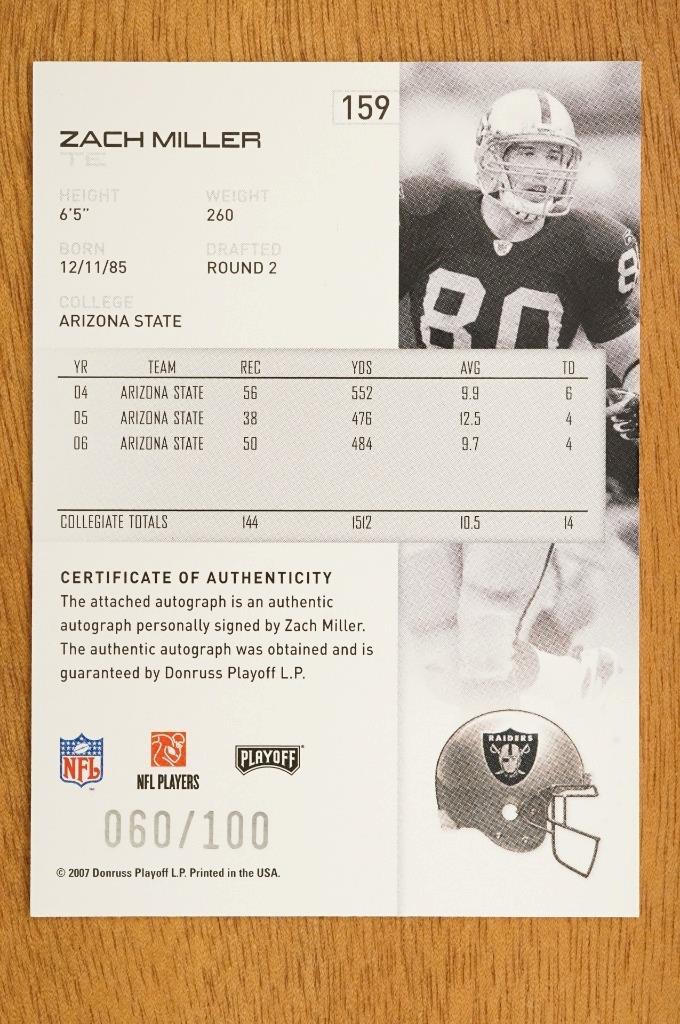 159
ZACH MILLER
TE
HEIGHT WEIGHT
6'5" 260
BORN DRAFTED
12/11/85 ROUND 2
COLLEGE
ARIZONA STATE
80
8
YR TEAM REC YDS AVG TD
04 ARIZONA STATE 56 552 9.9 6
05 ARIZONA STATE 38 476 12.5 4
06 ARIZONA STATE 50 484 9.7 4
COLLEGIATE TOTALS 144 1512 10.5 14
CERTIFICATE OF AUTHENTICITY
The attached autograph is an authentic
autograph personally signed by Zach Miller.
The authentic autograph was obtained and is
guaranteed by Donruss Playoff L.P.
RAIDERS
NFL
NFL PLAYERS
PLAYOFF
060/100
© 2007 Donruss Playoff L.P. Printed in the USA.